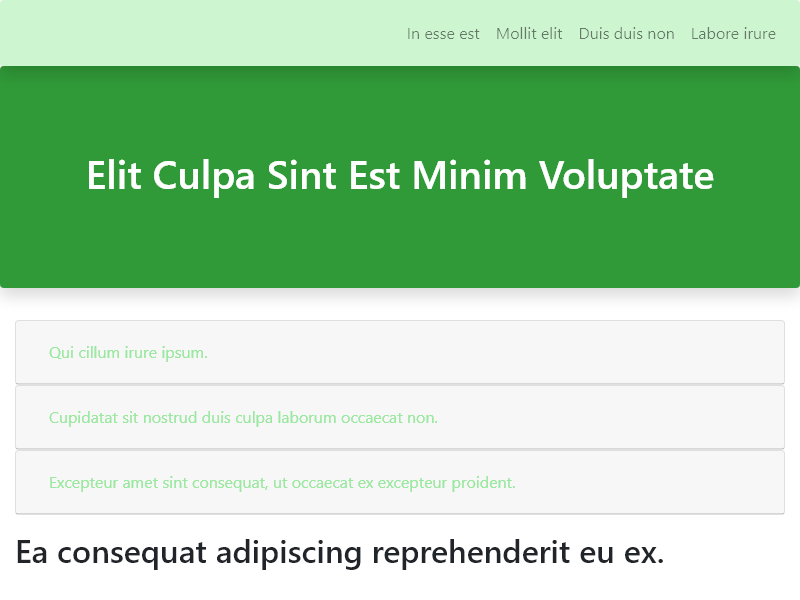 In esse est Mollit elit Duis duis non Labore irure
Elit Culpa Sint Est Minim Voluptate
Qui cillum irure ipsum.
Cupidatat sit nostrud duis culpa laborum occaecat non.
Excepteur amet sint consequat, ut occaecat ex excepteur proident.
Ea consequat adipiscing reprehenderit eu ex.